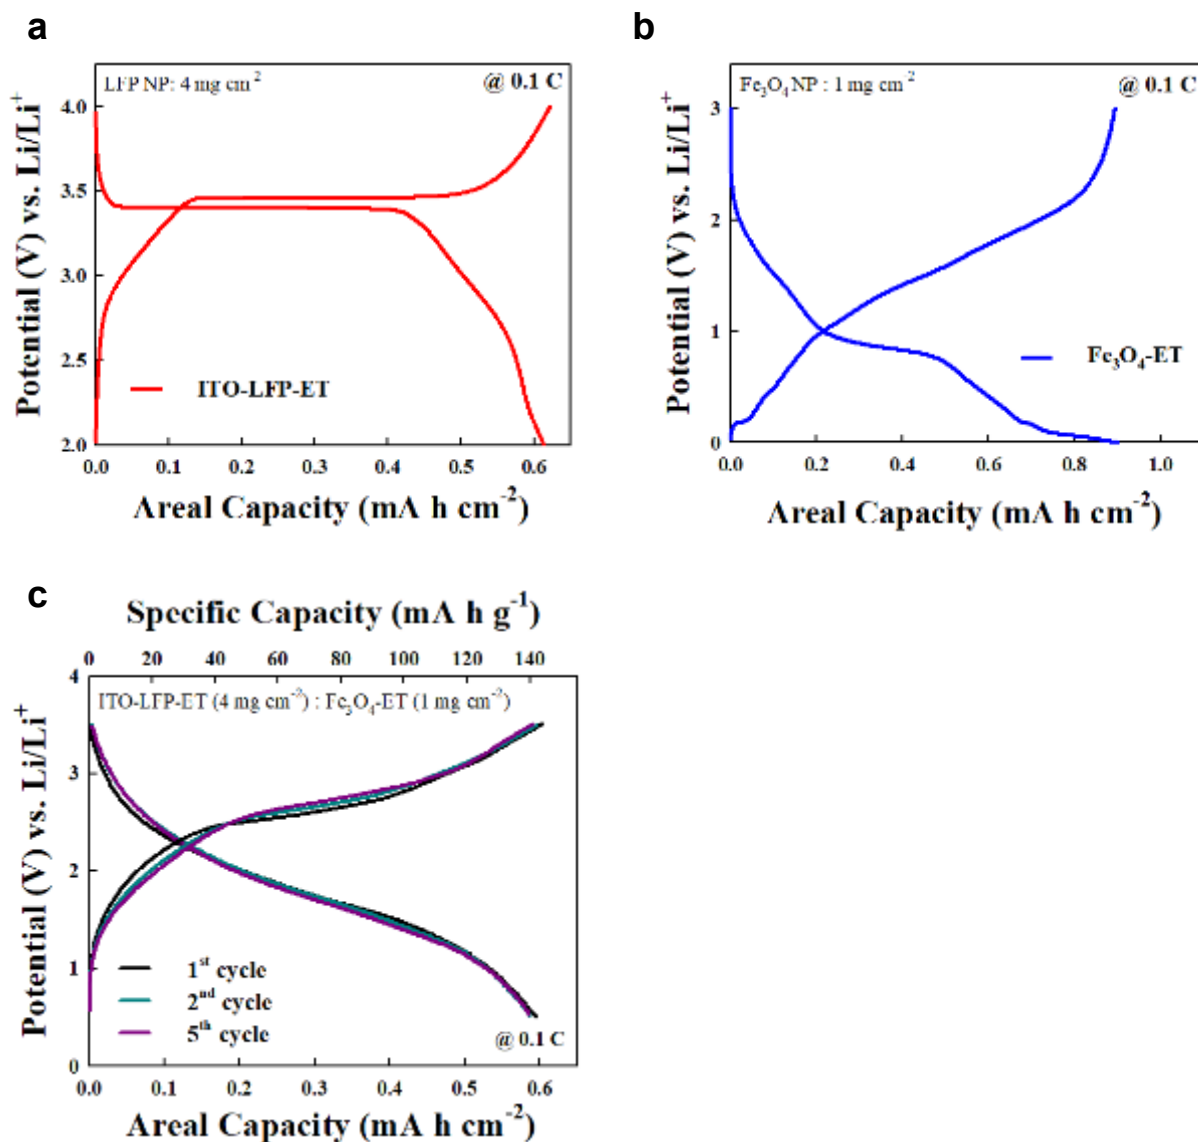 a
LFP NP: 4 mg cm⁻²
@ 0.1 C
4.0
3.5
3.0
2.5
2.0
Potential (V) vs. Li/Li⁺
ITO-LFP-ET
0.0 0.1 0.2 0.3 0.4 0.5 0.6
Areal Capacity (mA h cm⁻²)
b
Fe₃O₄ NP : 1 mg cm⁻²
@ 0.1 C
3
2
1
0
Potential (V) vs. Li/Li⁺
Fe₃O₄-ET
0.0 0.2 0.4 0.6 0.8 1.0
Areal Capacity (mA h cm⁻²)
c
Specific Capacity (mA h g⁻¹)
0 20 40 60 80 100 120 140
ITO-LFP-ET (4 mg cm⁻²) : Fe₃O₄-ET (1 mg cm⁻²)
4
3
2
1
0
Potential (V) vs. Li/Li⁺
1ˢᵗ cycle
2ⁿᵈ cycle
5ᵗʰ cycle
@ 0.1 C
0.0 0.1 0.2 0.3 0.4 0.5 0.6
Areal Capacity (mA h cm⁻²)